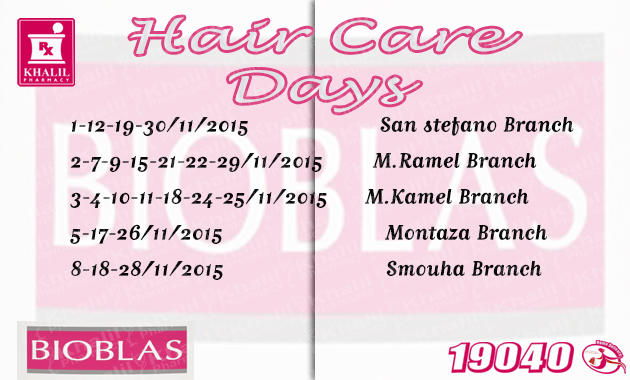 Rx
KHALIL
PHARMACY
Hair Care
Days
1-12-19-30/11/2015 San stefano Branch
2-7-9-15-21-22-29/11/2015 M.Ramel Branch
3-4-10-11-18-24-25/11/2015 M.Kamel Branch
5-17-26/11/2015 Montaza Branch
8-18-28/11/2015 Smouha Branch
BIOBLAS
BIOBLAS
19040